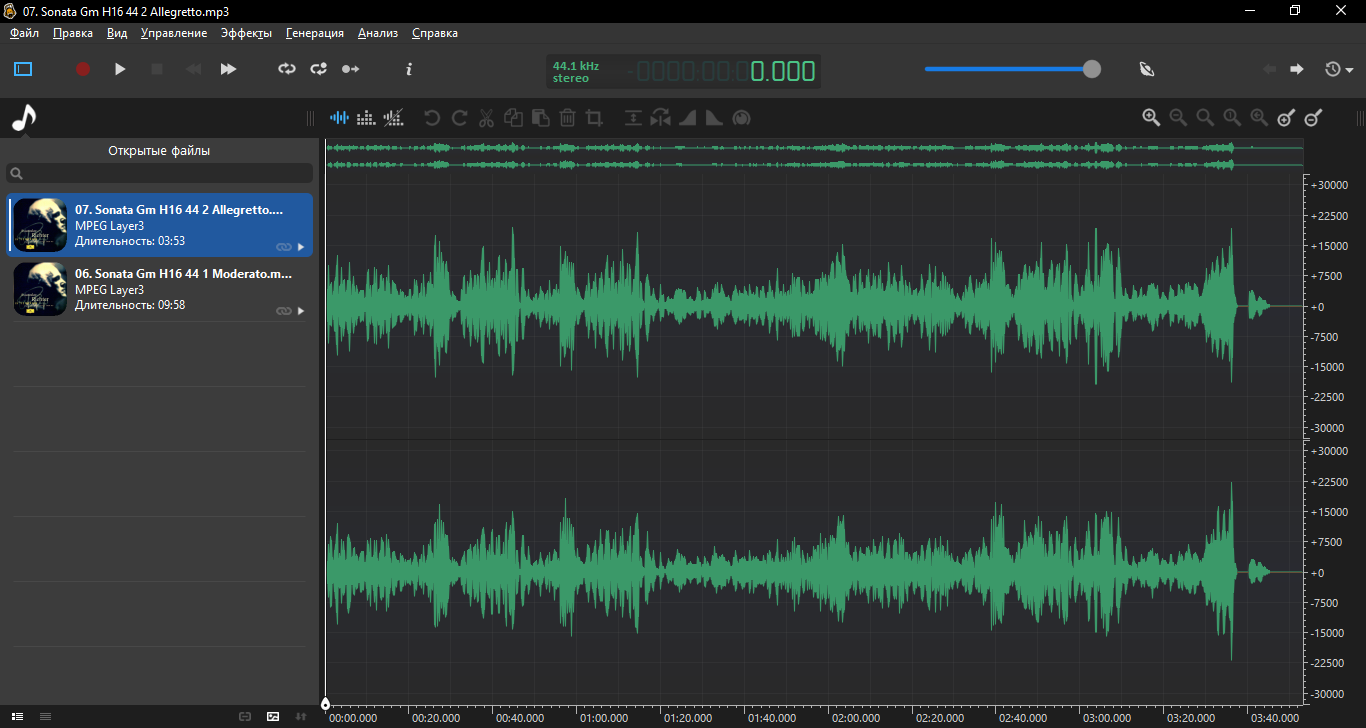 07. Sonata Gm H16 44 2 Allegretto.mp3
Файл Правка Вид Управление Эффекты Генерация Анализ Справка
44.1 kHz
stereo
-0000:00:00.000
Открытые файлы
07. Sonata Gm H16 44 2 Allegretto....
MPEG Layer3
Длительность: 03:53
06. Sonata Gm H16 44 1 Moderato.m...
MPEG Layer3
Длительность: 09:58
+30000
+22500
+15000
+7500
+0
-7500
-15000
-22500
-30000
+30000
+22500
+15000
+7500
+0
-7500
-15000
-22500
-30000
00:00.000 00:20.000 00:40.000 01:00.000 01:20.000 01:40.000 02:00.000 02:20.000 02:40.000 03:00.000 03:20.000 03:40.000